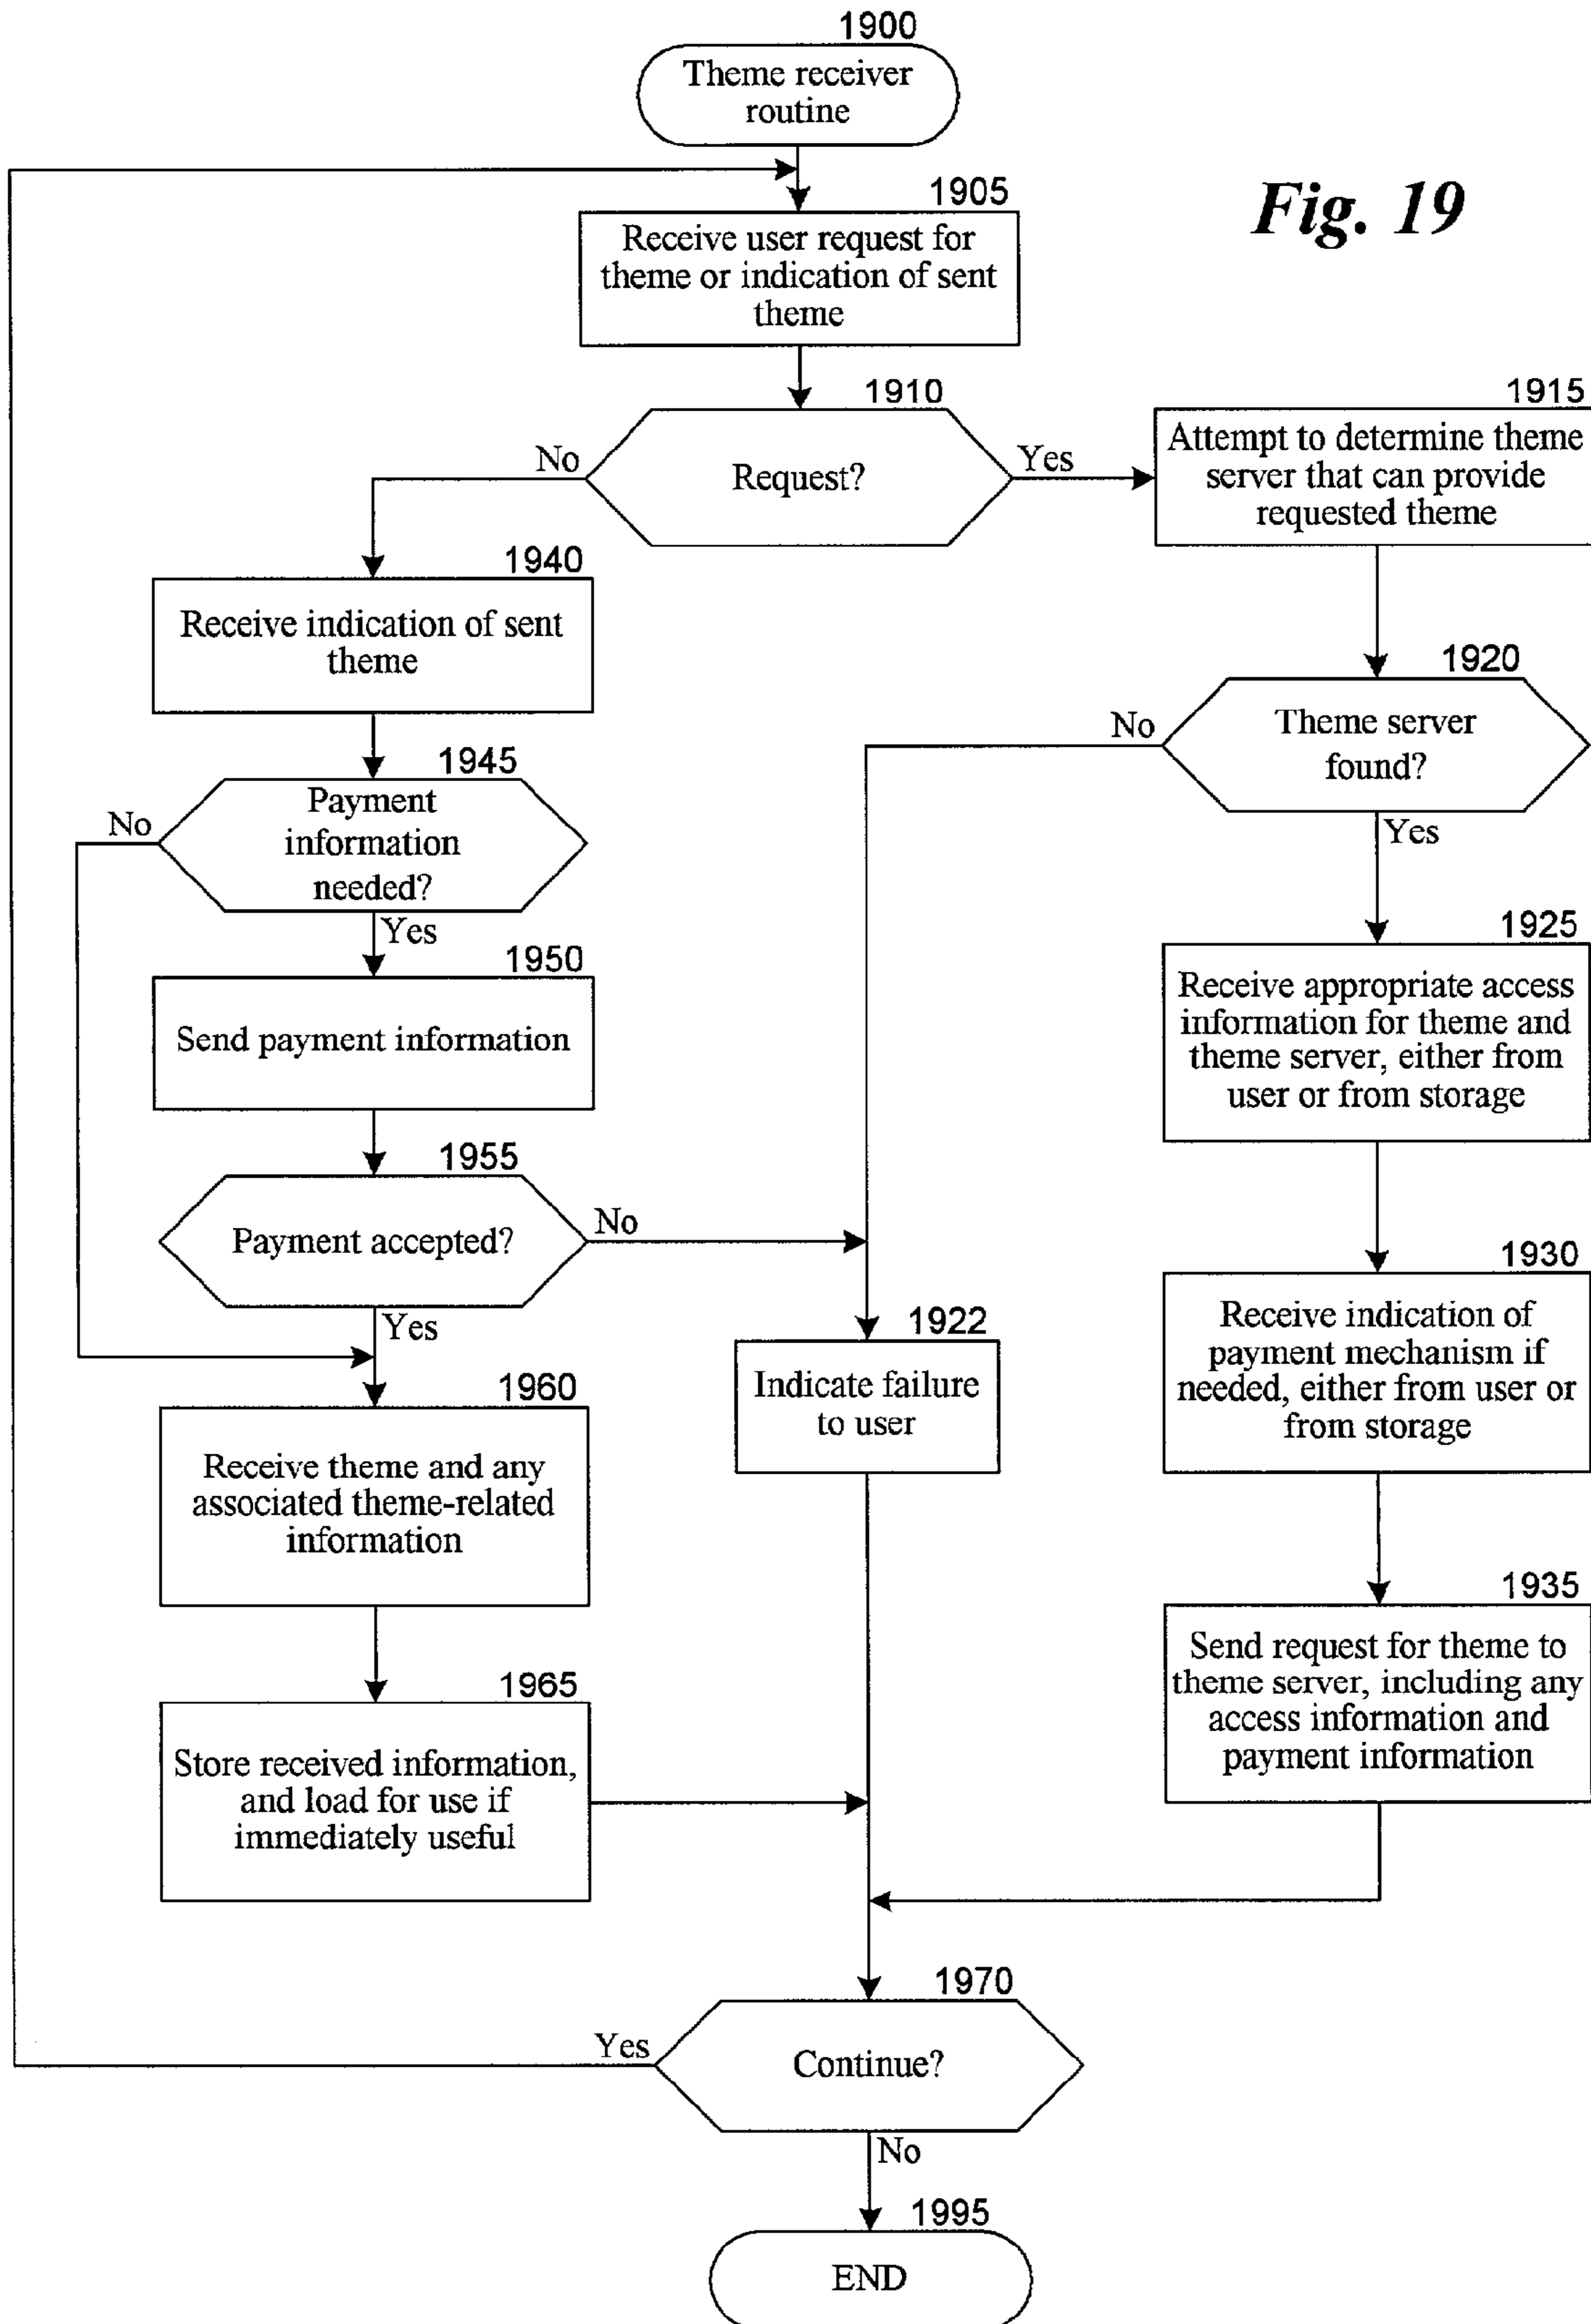 1900
Theme receiver
routine
Fig. 19
1905
Receive user request for
theme or indication of sent
theme
1910
Request?
No
Yes
1915
Attempt to determine theme
server that can provide
requested theme
1940
Receive indication of sent
theme
1920
Theme server
found?
No
Yes
1945
Payment
information
needed?
No
Yes
1925
Receive appropriate access
information for theme and
theme server, either from
user or from storage
1950
Send payment information
1955
Payment accepted?
No
Yes
1930
Receive indication of
payment mechanism if
needed, either from user or
from storage
1922
Indicate failure
to user
1960
Receive theme and any
associated theme-related
information
1935
Send request for theme to
theme server, including any
access information and
payment information
1965
Store received information,
and load for use if
immediately useful
1970
Continue?
Yes
No
1995
END